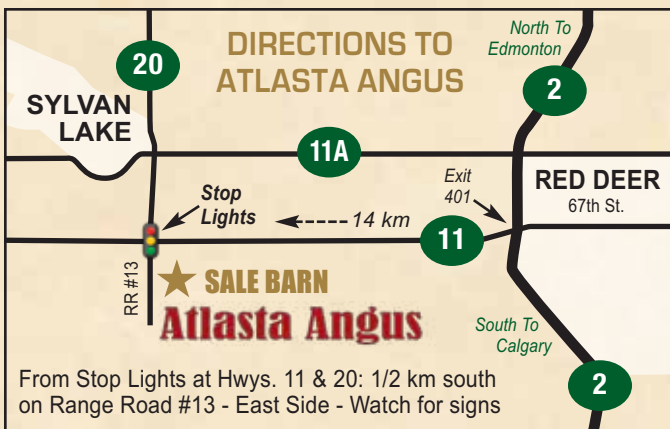 DIRECTIONS TO
ATLASTA ANGUS
North To
Edmonton
20
2
SYLVAN
LAKE
11A
Exit
401
RED DEER
67th St.
Stop
Lights
14 km
11
RR #13
SALE BARN
Atlasta Angus
South To
Calgary
2
From Stop Lights at Hwys. 11 & 20: 1/2 km south
on Range Road #13 - East Side - Watch for signs